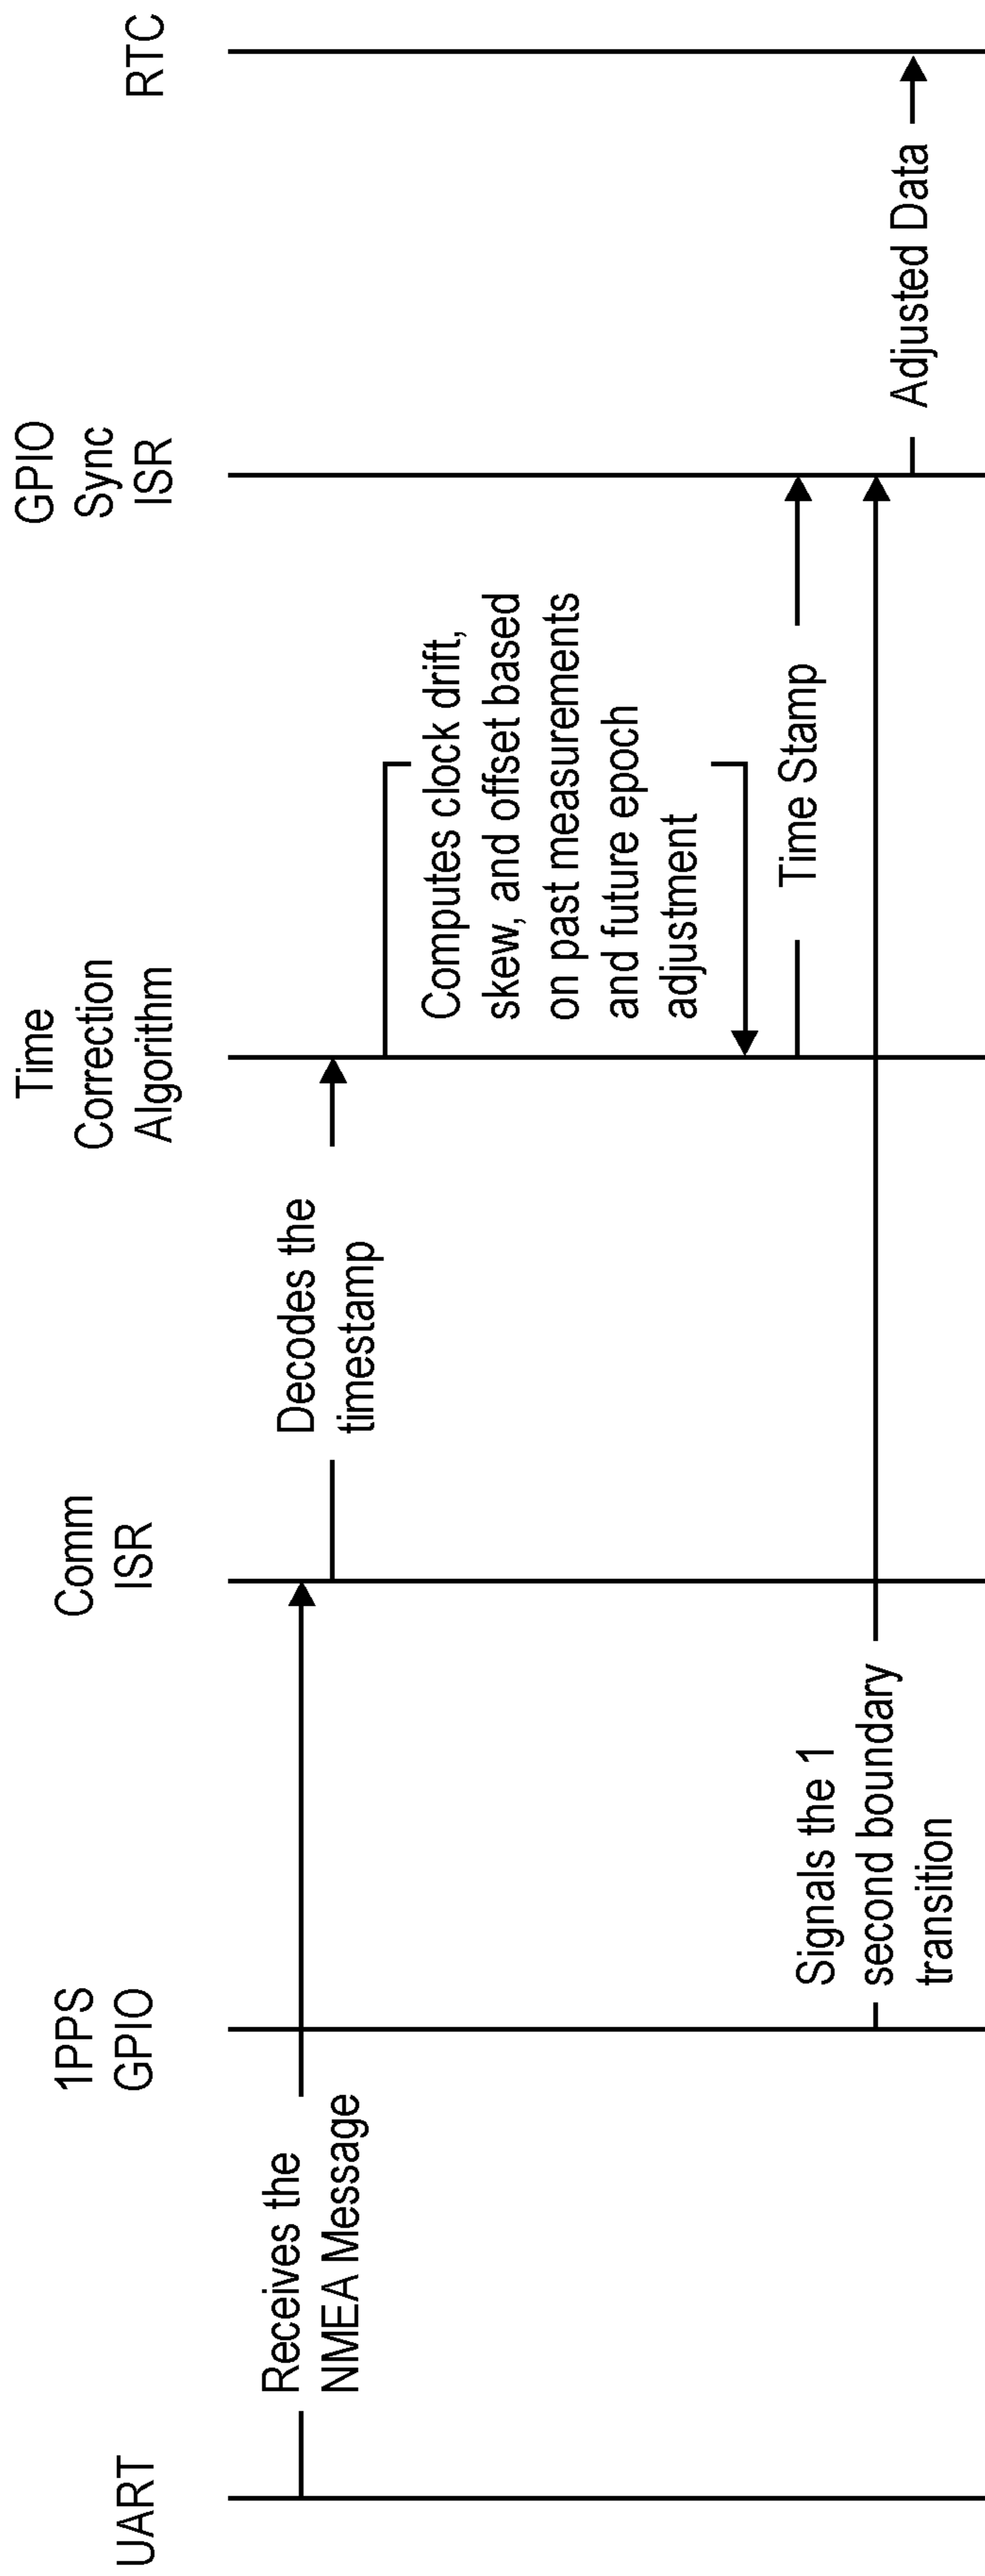 UART
1PPS
GPIO
Comm
ISR
Time
Correction
Algorithm
GPIO
Sync
ISR
RTC
Receives the
NMEA Message
Decodes the
timestamp
Computes clock drift,
skew, and offset based
on past measurements
and future epoch
adjustment
Time Stamp
Signals the 1
second boundary
transition
Adjusted Data